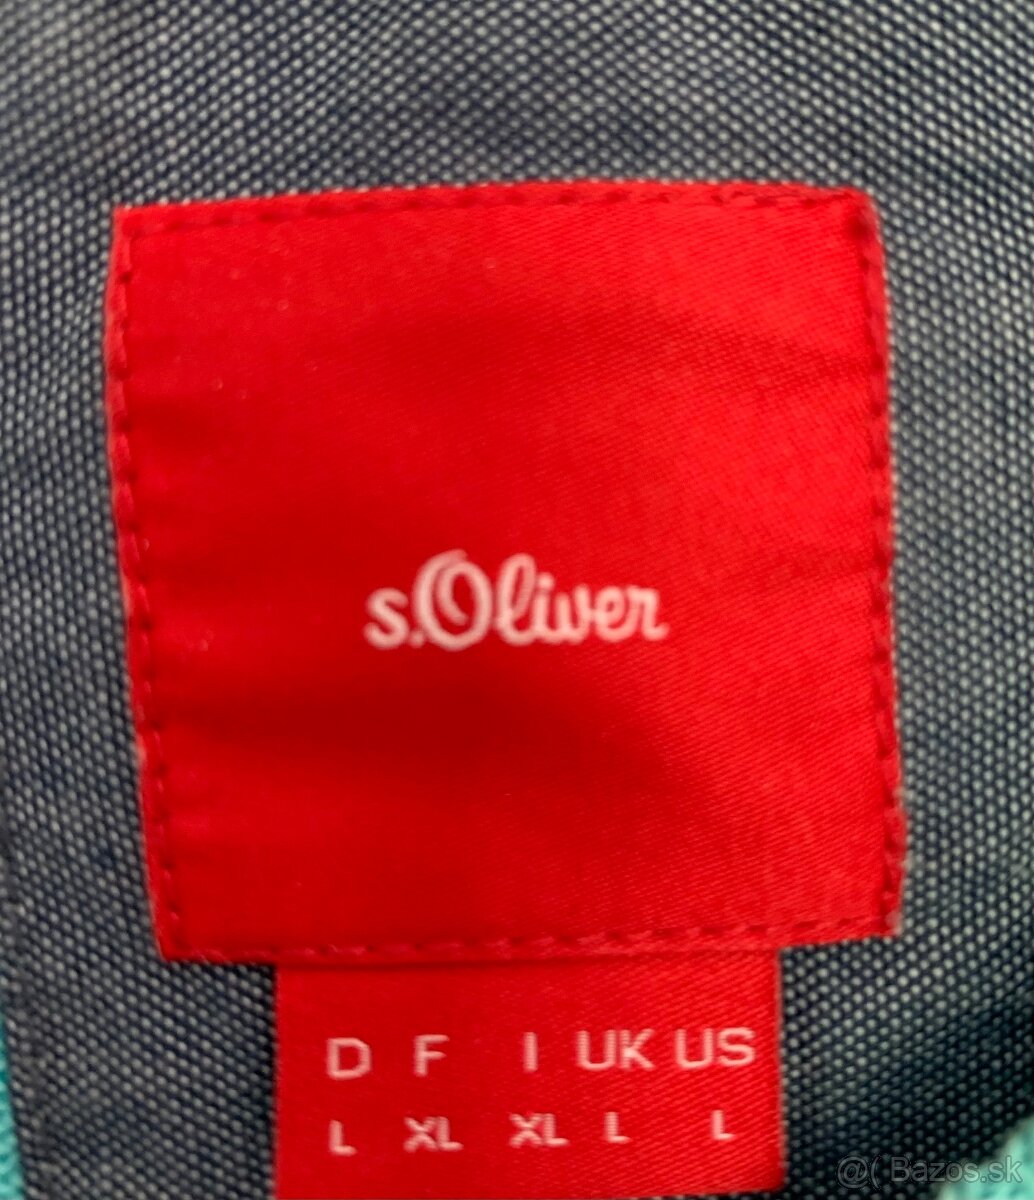 s.Oliver
D F I UK US
L XL XL L L
@( Bazos.sk